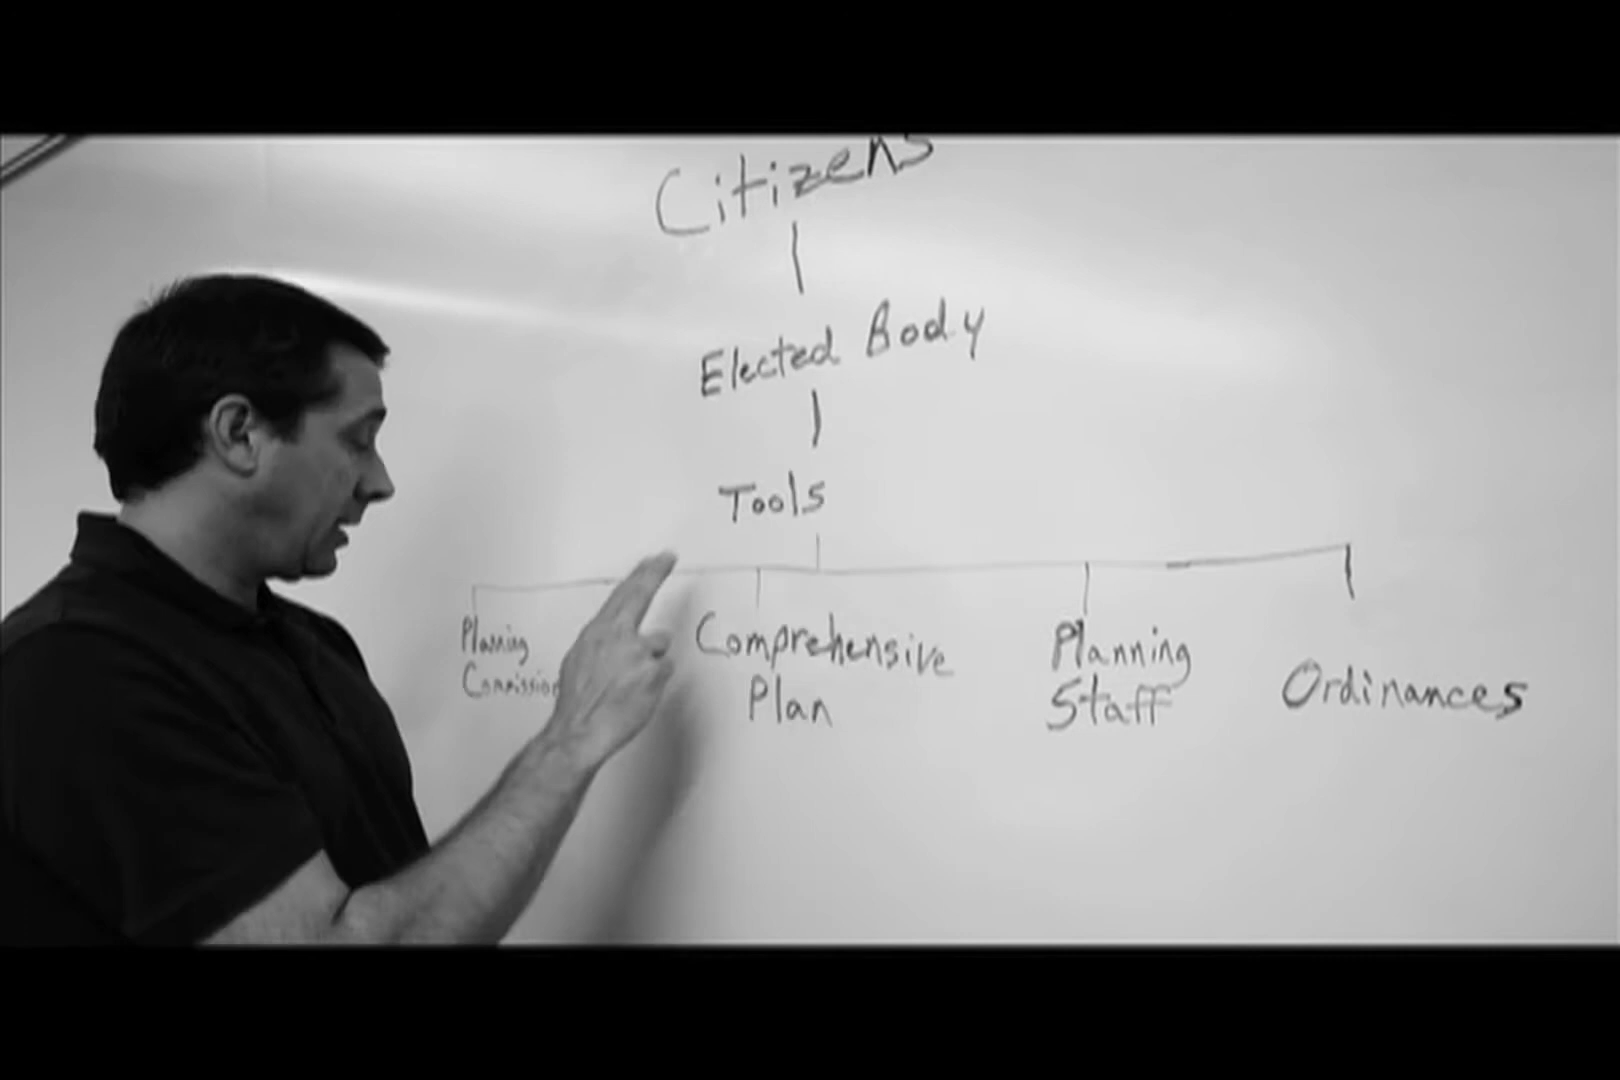 Citizens
Elected Body
Tools
Planning
Commission
Comprehensive
Plan
Planning
Staff
Ordinances